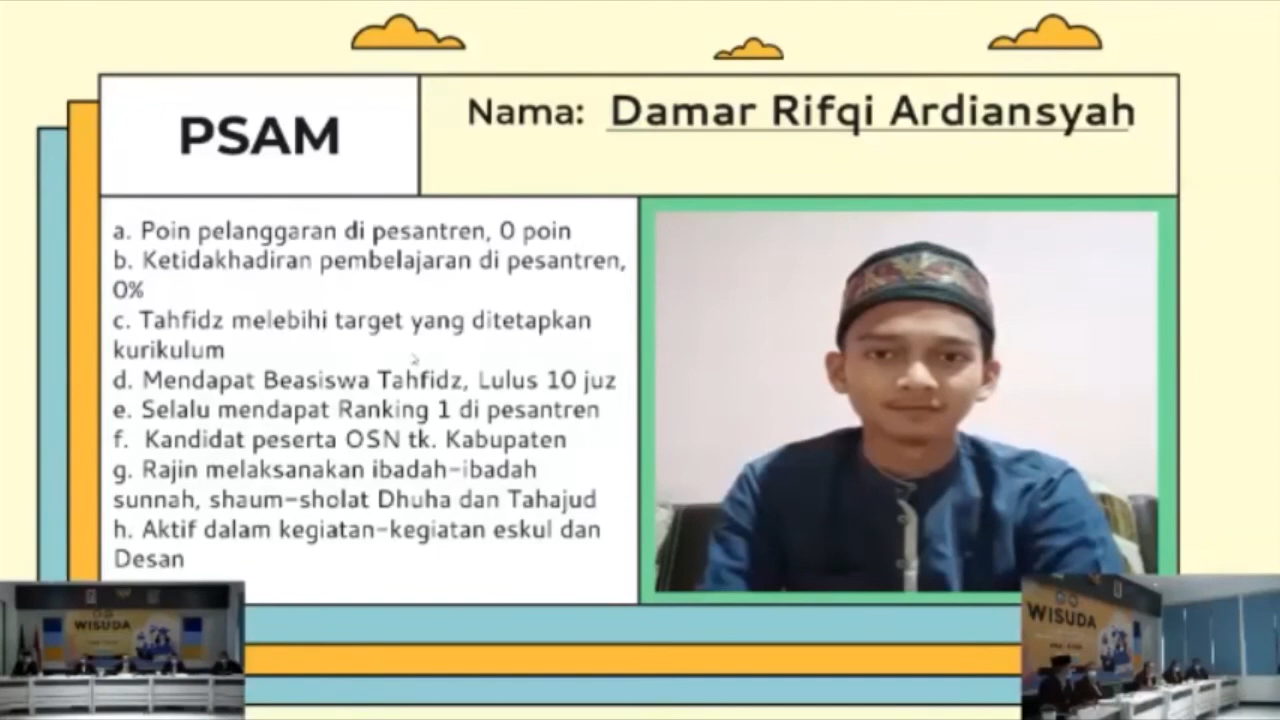 PSAM
Nama: Damar Rifqi Ardiansyah
a. Poin pelanggaran di pesantren, 0 poin
b. Ketidakhadiran pembelajaran di pesantren,
0%
c. Tahfidz melebihi target yang ditetapkan
kurikulum
d. Mendapat Beasiswa Tahfidz, Lulus 10 juz
e. Selalu mendapat Ranking 1 di pesantren
f. Kandidat peserta OSN tk. Kabupaten
g. Rajin melaksanakan ibadah-ibadah
sunnah, shaum-sholat Dhuha dan Tahajud
h. Aktif dalam kegiatan-kegiatan eskul dan
Desan
WISUDA
WISUDA